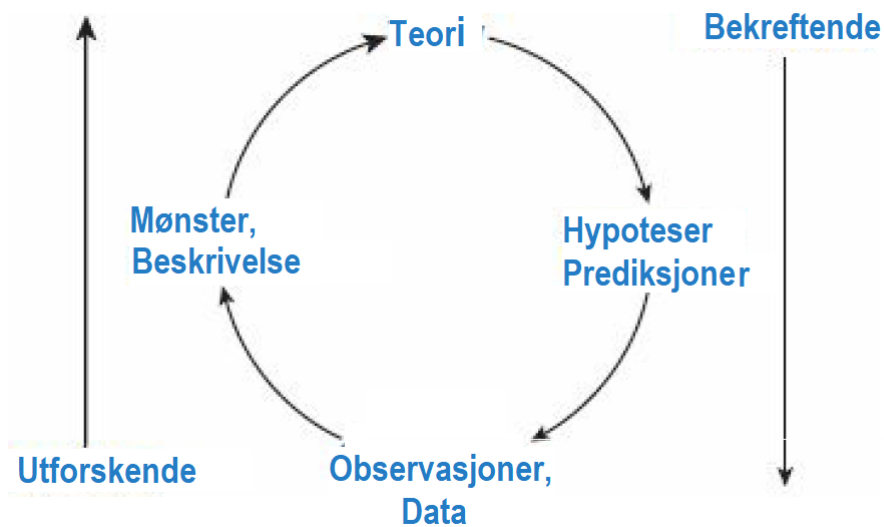 Teori
Bekreftende
Mønster,
Beskrivelse
Hypoteser
Prediksjoner
Utforskende
Observasjoner,
Data